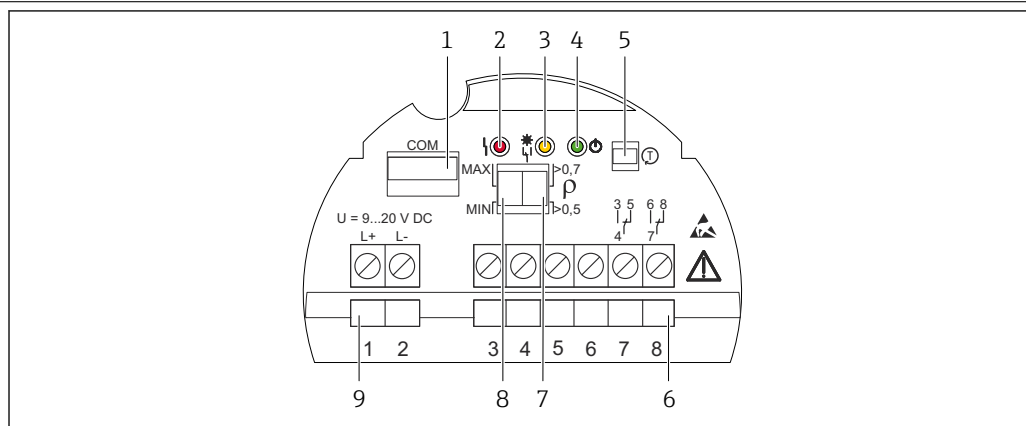 1 2 3 4 5
COM
MAX >0,7
ρ
MIN >0,5
U = 9...20 V DC
L+ L-
3 5 6 8
4 7
T
1 2 3 4 5 6 7 8
9 8 7 6